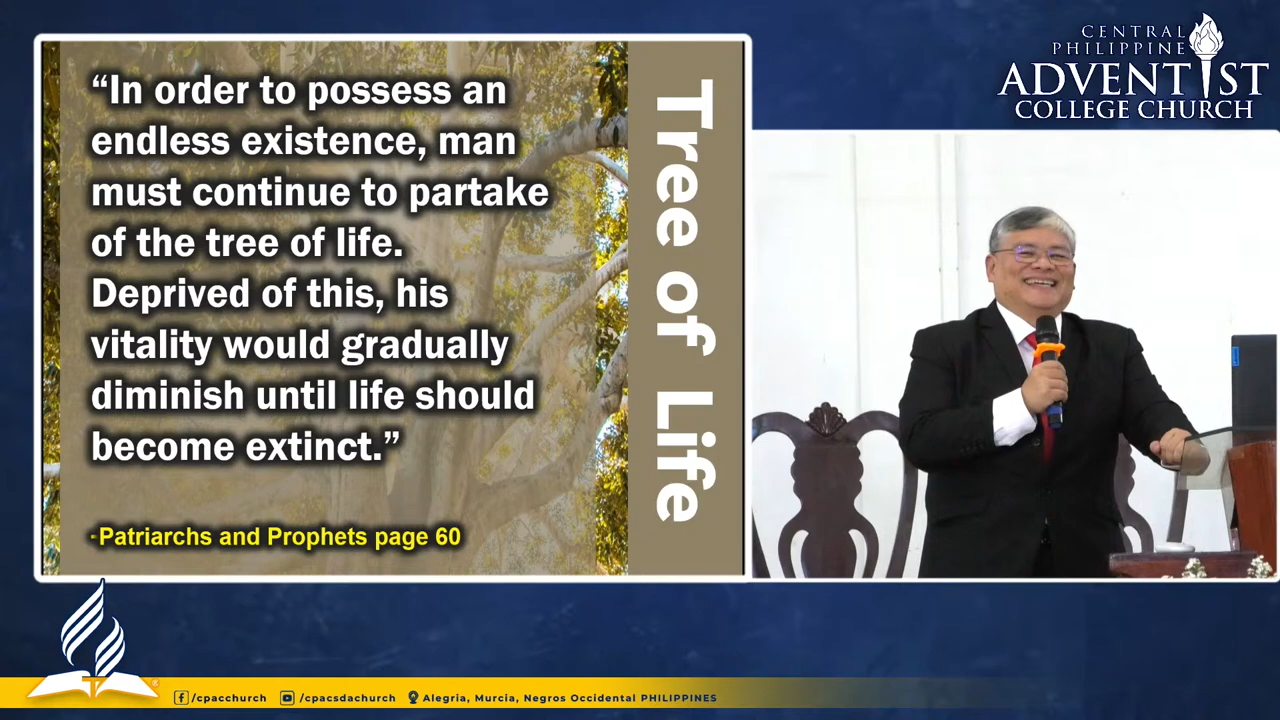 “In order to possess an
endless existence, man
must continue to partake
of the tree of life.
Deprived of this, his
vitality would gradually
diminish until life should
become extinct.”
Patriarchs and Prophets page 60
Tree of Life
CENTRAL
PHILIPPINE
ADVENTIST
COLLEGE CHURCH
/cpacchurch
/cpacsdachurch
Alegria, Murcia, Negros Occidental PHILIPPINES